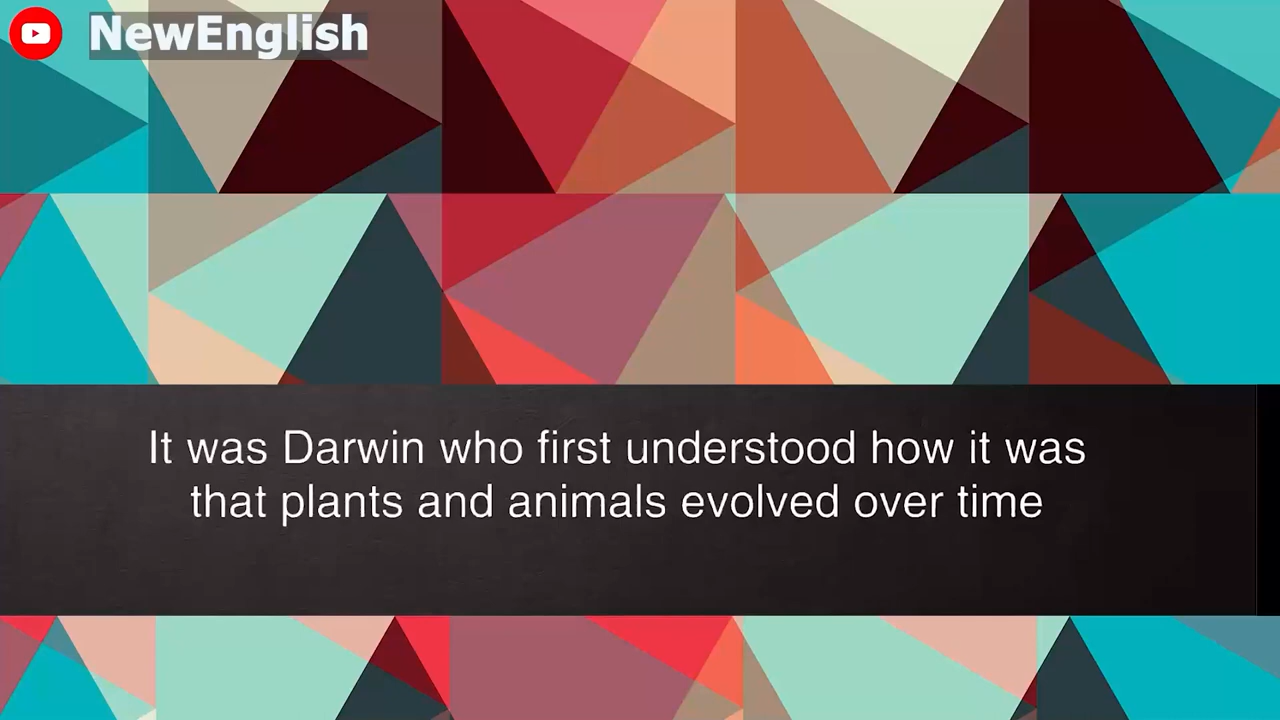 NewEnglish
It was Darwin who first understood how it was
that plants and animals evolved over time